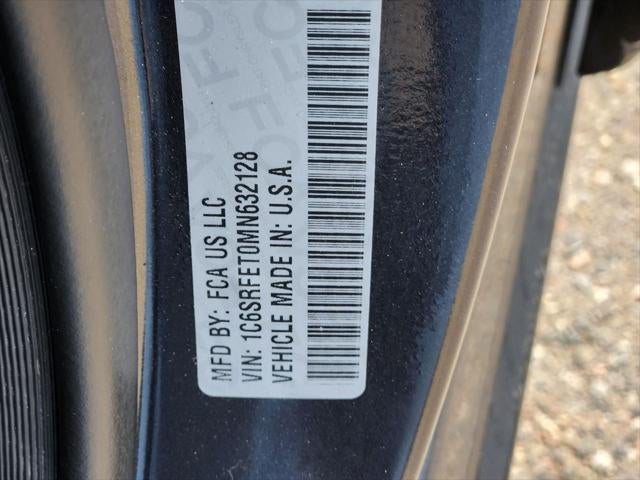 MFD BY: FCA US LLC
VIN: 1C6SRFET0MN632128
VEHICLE MADE IN: U.S.A.